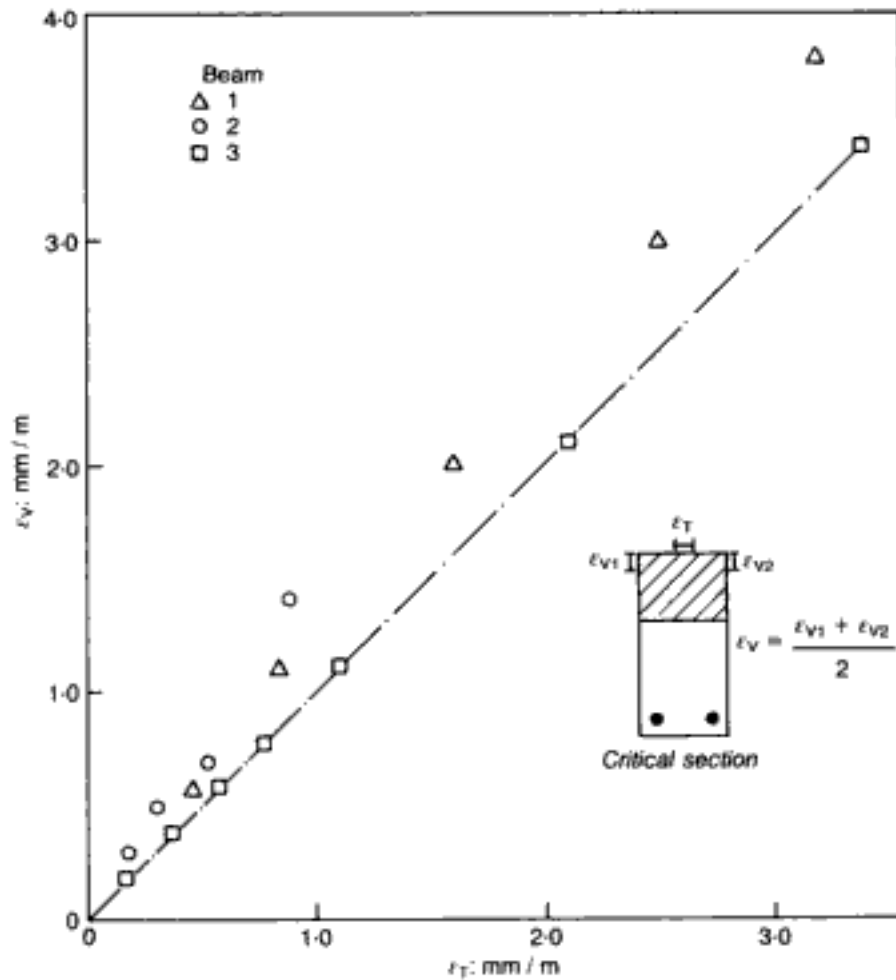 4·0
Beam
△ 1
○ 2
□ 3
3·0
εV: mm / m
2·0
εT
εV1
εV2
εV = (εV1 + εV2) / 2
1·0
Critical section
0
0
1·0
2·0
3·0
εT: mm / m